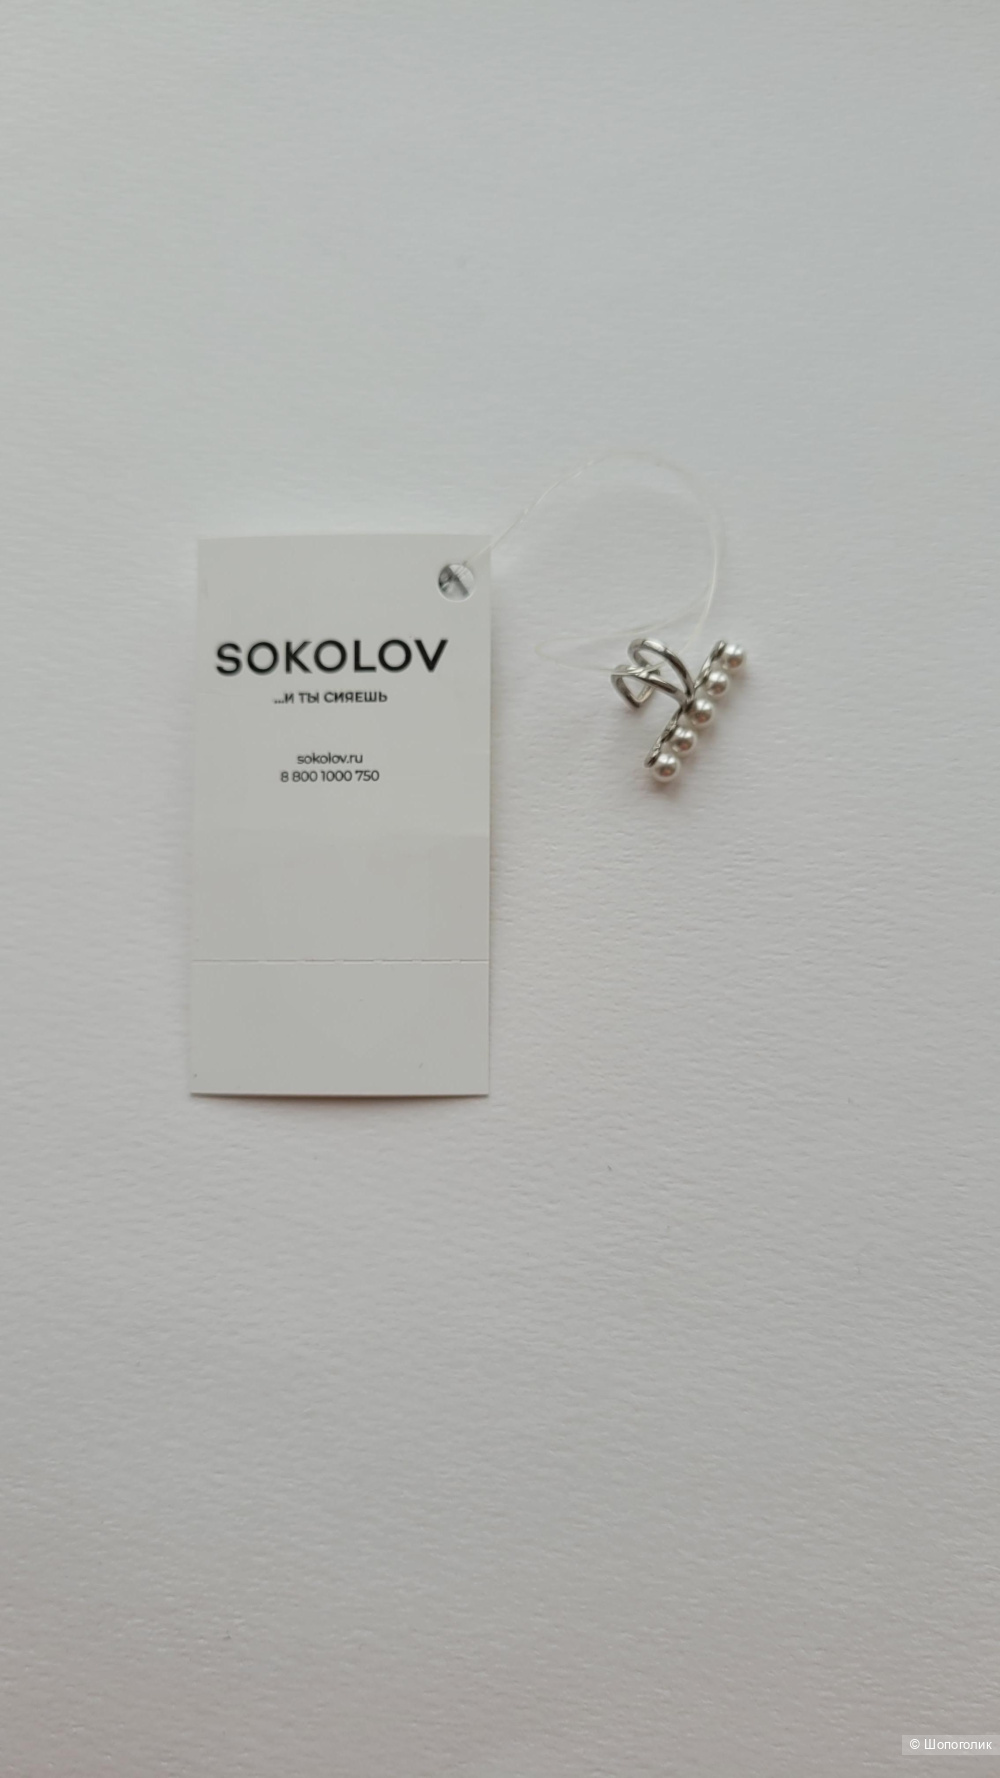 SOKOLOV
...И ТЫ СИЯЕШЬ
sokolov.ru
8 800 1000 750
© Шопоголик